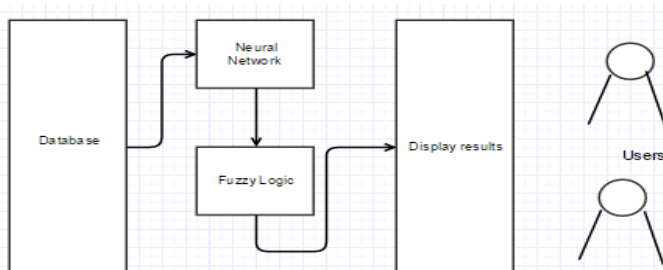 Database
Neural
Network
Fuzzy Logic
Display results
Users